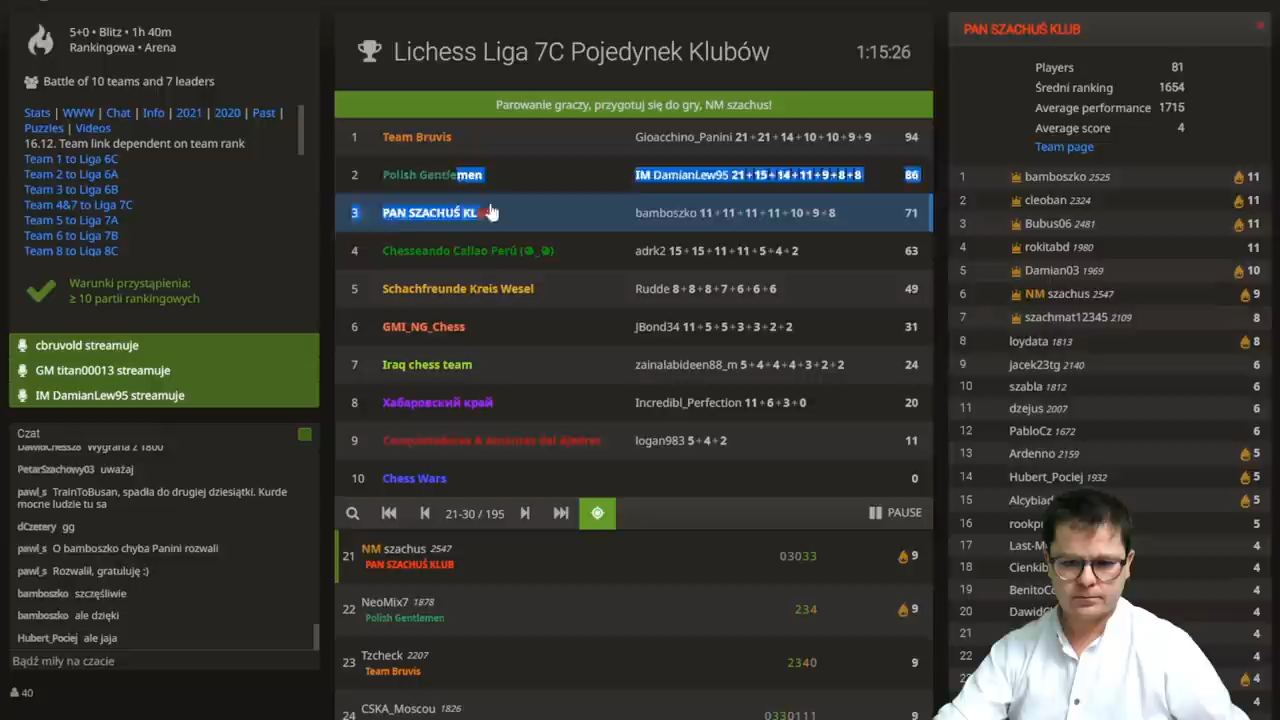 5+0 • Blitz • 1h 40m
Rankingowa • Arena
Battle of 10 teams and 7 leaders
Stats | WWW | Chat | Info | 2021 | 2020 | Past |
Puzzles | Videos
16.12. Team link dependent on team rank
Team 1 to Liga 6C
Team 2 to Liga 6A
Team 3 to Liga 6B
Team 4&7 to Liga 7C
Team 5 to Liga 7A
Team 6 to Liga 7B
Team 8 to Liga 8C
Warunki przystąpienia:
≥ 10 partii rankingowych
cbruvold streamuje
GM titan00013 streamuje
IM DamianLew95 streamuje
Czat
DawidChess28 Wygrana z 1800
PetarSzachowy03 uważaj
pawl_s TrainToBusan, spadła do drugiej dziesiątki. Kurde
mocne ludzie tu sa
dCzetery gg
pawl_s O bamboszko chyba Panini rozwali
pawl_s Rozwalił, gratuluję :)
bamboszko szczęśliwie
bamboszko ale dzięki
Hubert_Pociej ale jaja
Bądź miły na czacie
40
Lichess Liga 7C Pojedynek Klubów 1:15:26
Parowanie graczy, przygotuj się do gry, NM szachus!
1 Team Bruvis Gioacchino_Panini 21+21+14+10+10+9+9 94
2 Polish Gentlemen IM DamianLew95 21+15+14+11+9+8+8 86
3 PAN SZACHUŚ KL bamboszko 11+11+11+11+10+9+8 71
4 Chesseando Callao Perú (◕_◕) adrk2 15+15+11+11+5+4+2 63
5 Schachfreunde Kreis Wesel Rudde 8+8+8+7+6+6+6 49
6 GMI_NG_Chess JBond34 11+5+5+3+3+2+2 31
7 Iraq chess team zainalabideen88_m 5+4+4+4+3+2+2 24
8 Хабаровский край Incredibl_Perfection 11+6+3+0 20
9 logan983 5+4+2 11
10 Chess Wars 0
21-30 / 195 PAUSE
21 NM szachus 2547 03033 9
PAN SZACHUŚ KLUB
22 NeoMix7 1878 234 9
Polish Gentlemen
23 Tzcheck 2207 2340 9
Team Bruvis
24 CSKA_Moscou 1826 0330111 9
PAN SZACHUŚ KLUB ×
Players 81
Średni ranking 1654
Average performance 1715
Average score 4
Team page
1 bamboszko 2525 11
2 cleoban 2324 11
3 Bubus06 2481 11
4 rokitabd 1980 11
5 Damian03 1969 10
6 NM szachus 2547 9
7 szachmat12345 2109 8
8 loydata 1813 8
9 jacek23tg 2140 6
10 szabla 1812 6
11 dzejus 2007 6
12 PabloCz 1672 6
13 Ardenno 2159 5
14 Hubert_Pociej 1932 5
15 Alcybiad 5
16 rookpr 5
17 Last-M 4
18 Cienkib 4
19 BenitoC 4
20 DawidC 4
21 4
22 4
4
4